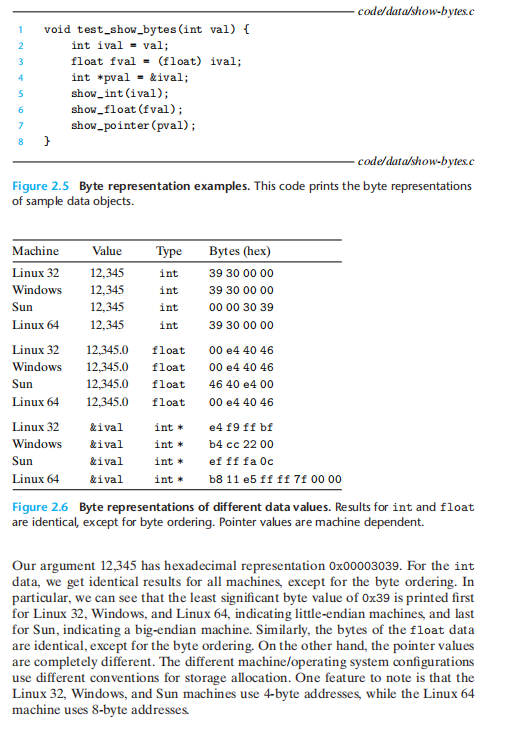 code/data/show-bytes.c
1 void test_show_bytes(int val) {
2     int ival = val;
3     float fval = (float) ival;
4     int *pval = &ival;
5     show_int(ival);
6     show_float(fval);
7     show_pointer(pval);
8 }
code/data/show-bytes.c
Figure 2.5 Byte representation examples. This code prints the byte representations
of sample data objects.
Machine Value Type Bytes (hex)
Linux 32 12,345 int 39 30 00 00
Windows 12,345 int 39 30 00 00
Sun 12,345 int 00 00 30 39
Linux 64 12,345 int 39 30 00 00
Linux 32 12,345.0 float 00 e4 40 46
Windows 12,345.0 float 00 e4 40 46
Sun 12,345.0 float 46 40 e4 00
Linux 64 12,345.0 float 00 e4 40 46
Linux 32 &ival int * e4 f9 ff bf
Windows &ival int * b4 cc 22 00
Sun &ival int * ef ff fa 0c
Linux 64 &ival int * b8 11 e5 ff ff 7f 00 00
Figure 2.6 Byte representations of different data values. Results for int and float
are identical, except for byte ordering. Pointer values are machine dependent.
Our argument 12,345 has hexadecimal representation 0x00003039. For the int
data, we get identical results for all machines, except for the byte ordering. In
particular, we can see that the least significant byte value of 0x39 is printed first
for Linux 32, Windows, and Linux 64, indicating little-endian machines, and last
for Sun, indicating a big-endian machine. Similarly, the bytes of the float data
are identical, except for the byte ordering. On the other hand, the pointer values
are completely different. The different machine/operating system configurations
use different conventions for storage allocation. One feature to note is that the
Linux 32, Windows, and Sun machines use 4-byte addresses, while the Linux 64
machine uses 8-byte addresses.